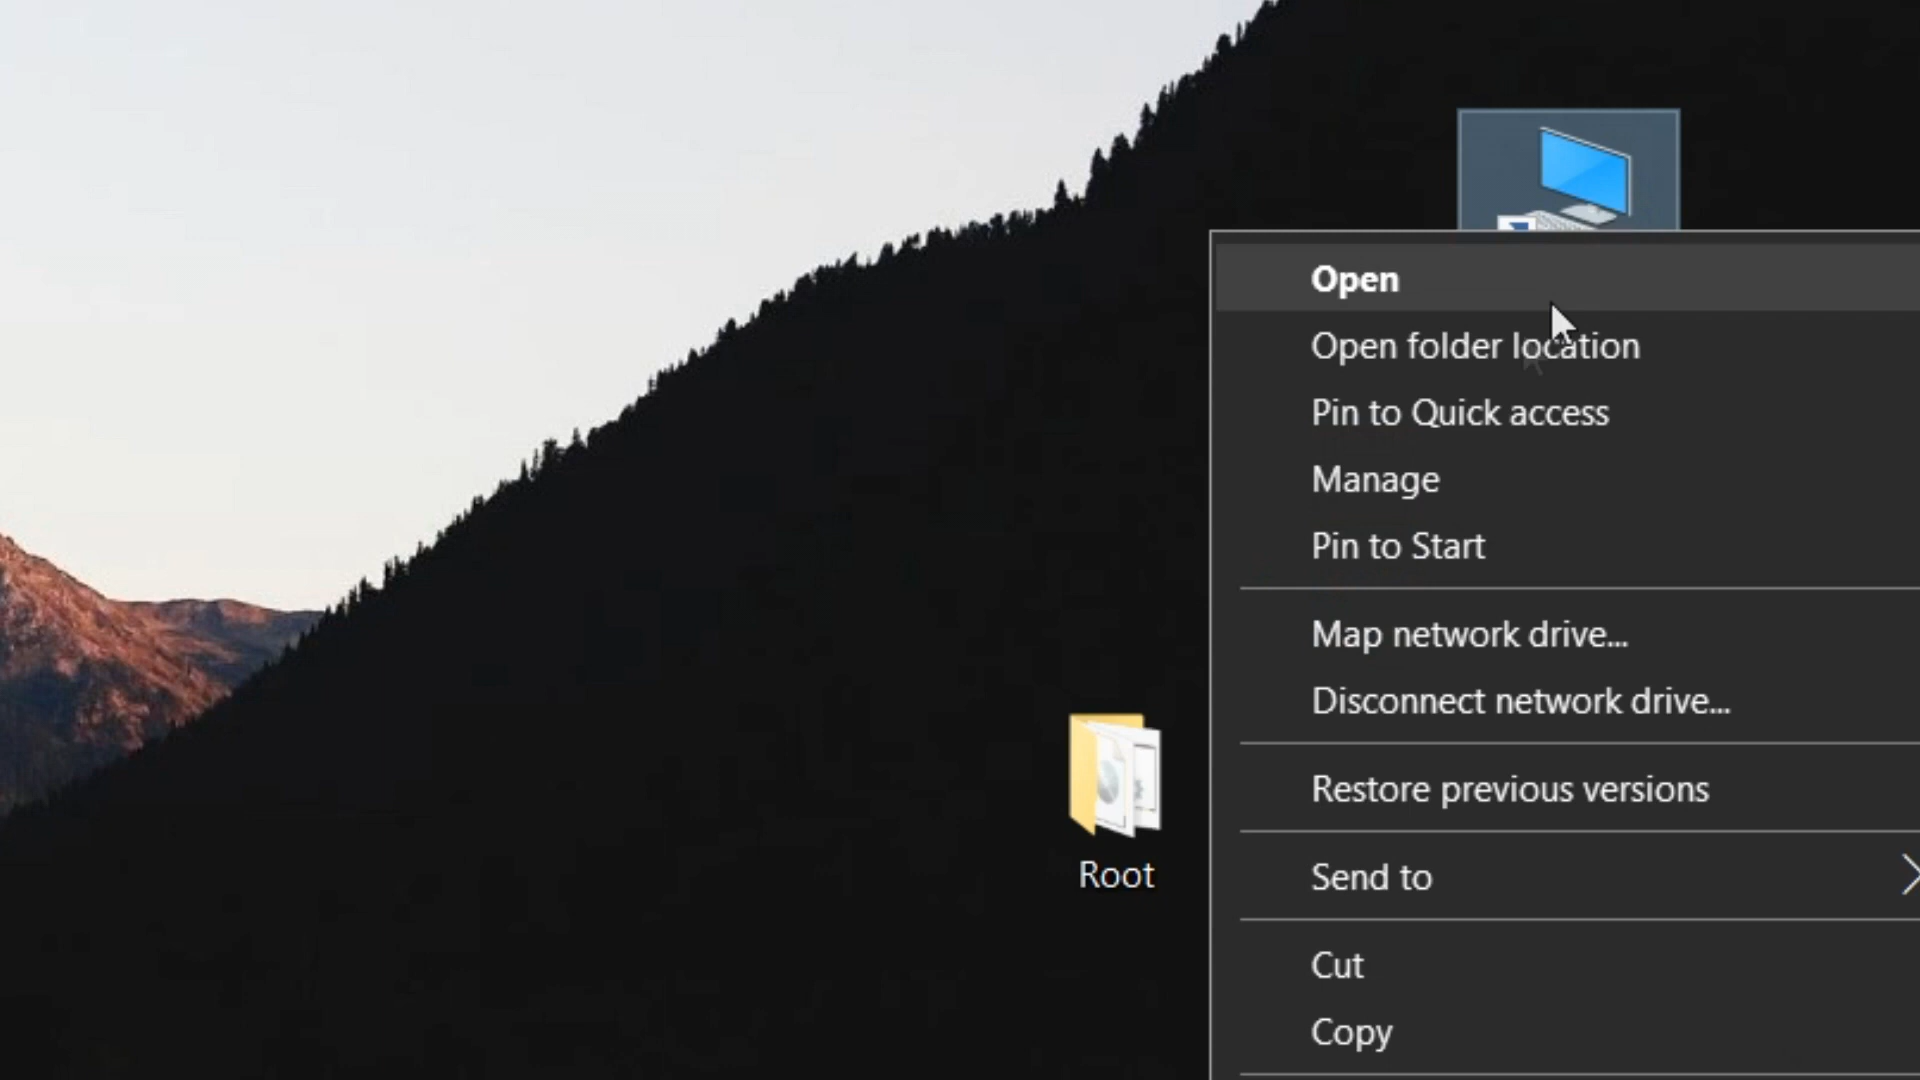 Open
Open folder location
Pin to Quick access
Manage
Pin to Start
Map network drive...
Disconnect network drive...
Restore previous versions
Send to
Root
Cut
Copy